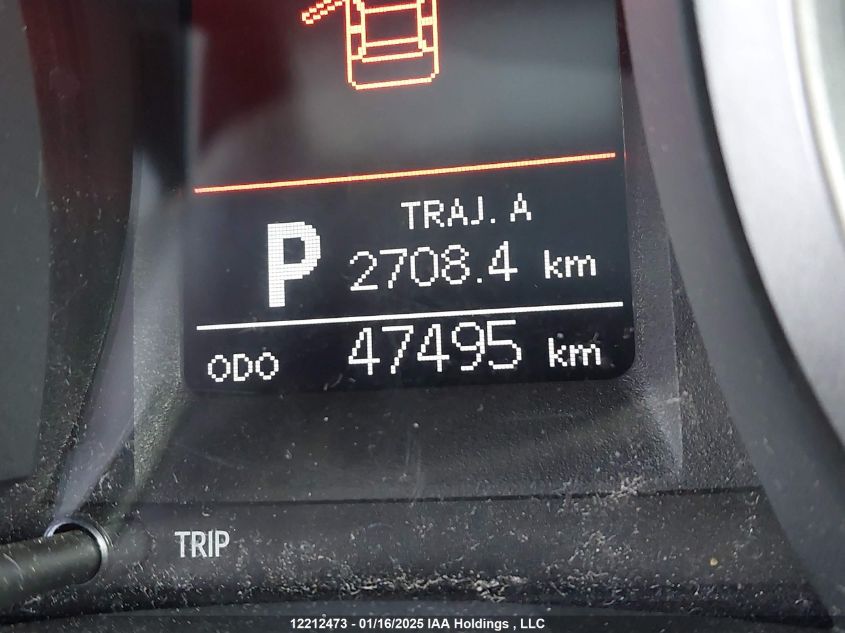 TRAJ. A
P 2708.4 km
ODO 47495 km
TRIP
12212473 - 01/16/2025 IAA Holdings , LLC